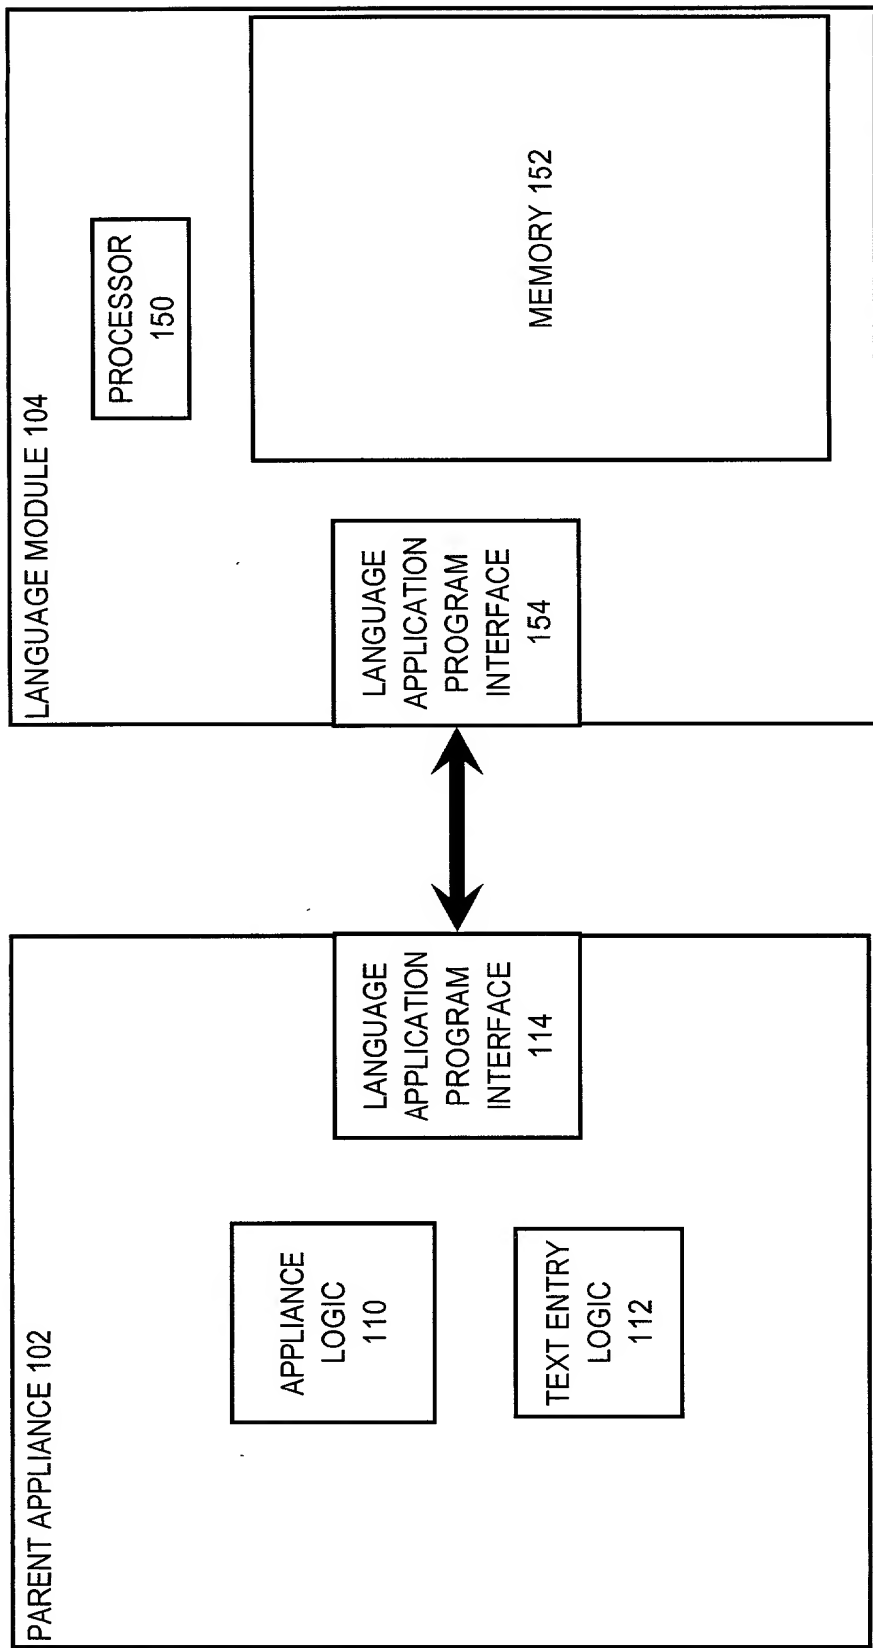 PARENT APPLIANCE 102
APPLIANCE
LOGIC
110
TEXT ENTRY
LOGIC
112
LANGUAGE
APPLICATION
PROGRAM
INTERFACE
114
LANGUAGE MODULE 104
LANGUAGE
APPLICATION
PROGRAM
INTERFACE
154
PROCESSOR
150
MEMORY 152